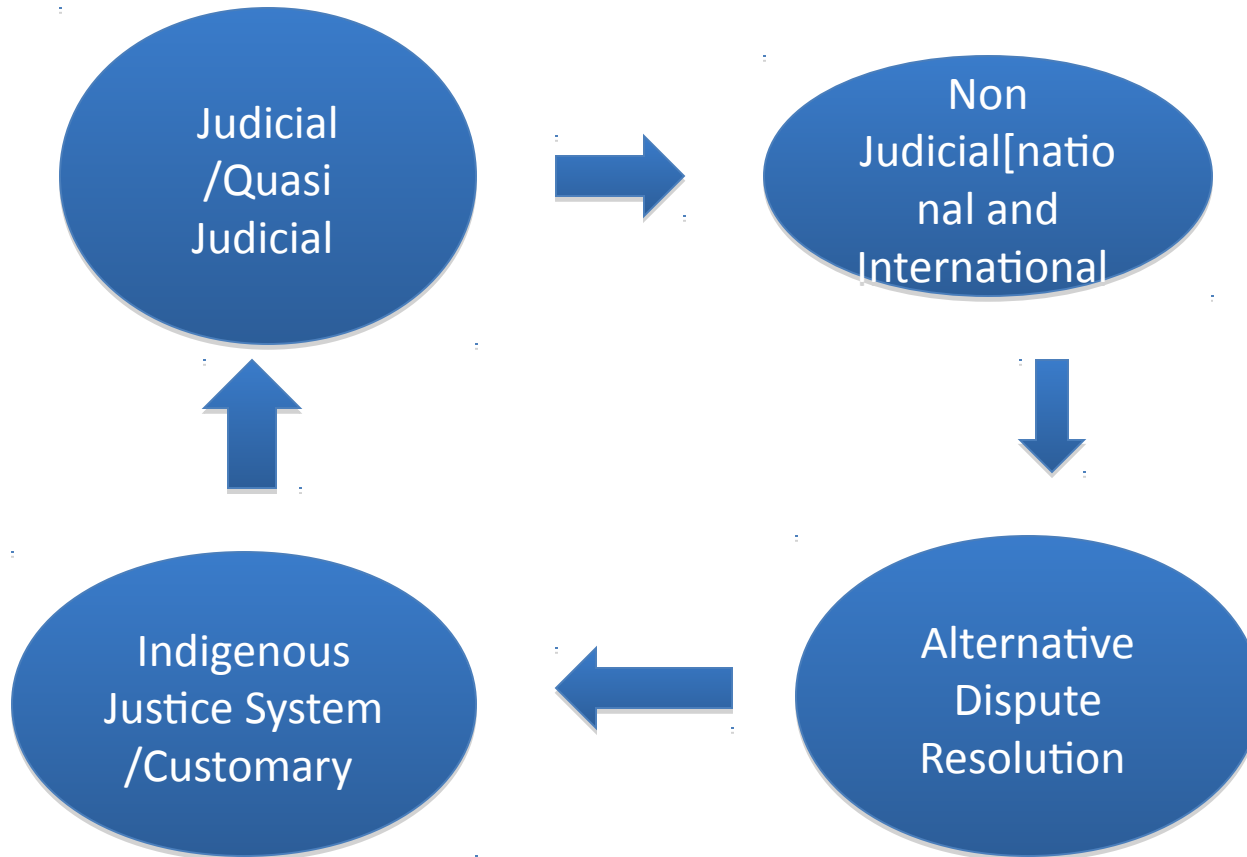 Judicial
/Quasi
Judicial
Non
Judicial[natio
nal and
International
Alternative
Dispute
Resolution
Indigenous
Justice System
/Customary